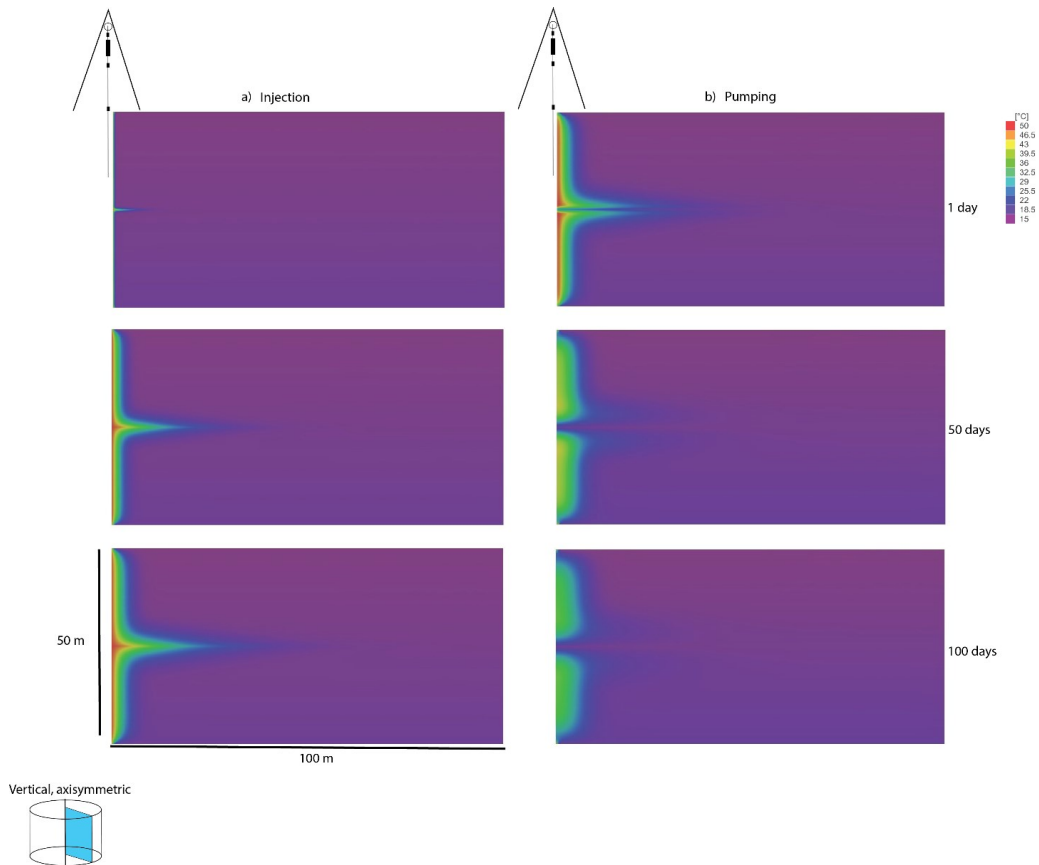 a) Injection
b) Pumping
[°C]
50
46.5
43
39.5
36
32.5
29
25.5
22
18.5
15
1 day
50 days
50 m
100 days
100 m
Vertical, axisymmetric